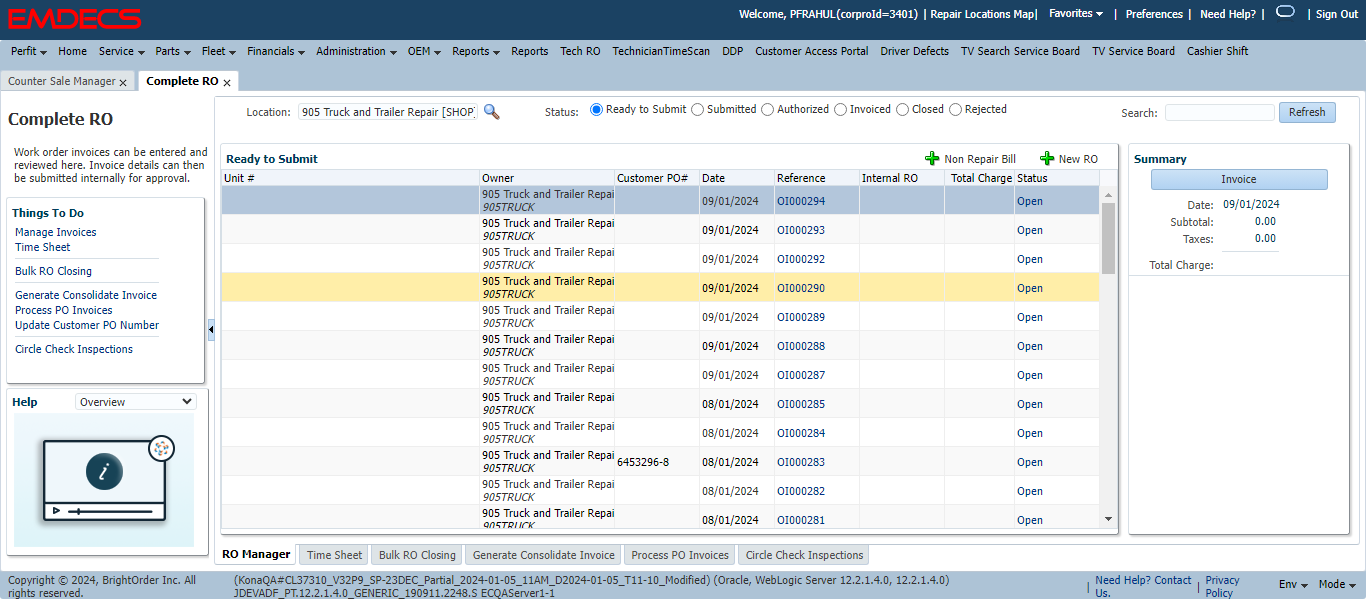 EMDECS
Welcome, PFRAHUL(corproId=3401) | Repair Locations Map| Favorites | Preferences | Need Help? | | Sign Out
Perfit Home Service Parts Fleet Financials Administration OEM Reports Reports Tech RO TechnicianTimeScan DDP Customer Access Portal Driver Defects TV Search Service Board TV Service Board Cashier Shift
Counter Sale Manager x Complete RO x
Complete RO
Work order invoices can be entered and
reviewed here. Invoice details can then
be submitted internally for approval.
Things To Do
Manage Invoices
Time Sheet
Bulk RO Closing
Generate Consolidate Invoice
Process PO Invoices
Update Customer PO Number
Circle Check Inspections
Help Overview
i
Location: 905 Truck and Trailer Repair [SHOP] Status: Ready to Submit Submitted Authorized Invoiced Closed Rejected Search: Refresh
Ready to Submit Non Repair Bill New RO
Unit # Owner Customer PO# Date Reference Internal RO Total Charge Status
905 Truck and Trailer Repai
905TRUCK 09/01/2024 OI000294 Open
905 Truck and Trailer Repai
905TRUCK 09/01/2024 OI000293 Open
905 Truck and Trailer Repai
905TRUCK 09/01/2024 OI000292 Open
905 Truck and Trailer Repai
905TRUCK 09/01/2024 OI000290 Open
905 Truck and Trailer Repai
905TRUCK 09/01/2024 OI000289 Open
905 Truck and Trailer Repai
905TRUCK 09/01/2024 OI000288 Open
905 Truck and Trailer Repai
905TRUCK 09/01/2024 OI000287 Open
905 Truck and Trailer Repai
905TRUCK 08/01/2024 OI000285 Open
905 Truck and Trailer Repai
905TRUCK 08/01/2024 OI000284 Open
905 Truck and Trailer Repai
905TRUCK 6453296-8 08/01/2024 OI000283 Open
905 Truck and Trailer Repai
905TRUCK 08/01/2024 OI000282 Open
905 Truck and Trailer Repai
905TRUCK 08/01/2024 OI000281 Open
Summary
Invoice
Date: 09/01/2024
Subtotal: 0.00
Taxes: 0.00
Total Charge:
RO Manager Time Sheet Bulk RO Closing Generate Consolidate Invoice Process PO Invoices Circle Check Inspections
Copyright © 2024, BrightOrder Inc. All
rights reserved.
(KonaQA#CL37310_V32P9_SP-23DEC_Partial_2024-01-05_11AM_D2024-01-05_T11-10_Modified) (Oracle, WebLogic Server 12.2.1.4.0, 12.2.1.4.0)
JDEVADF_PT.12.2.1.4.0_GENERIC_190911.2248.S ECQAServer1-1
| Need Help? Contact
Us.
| Privacy
Policy
Env Mode